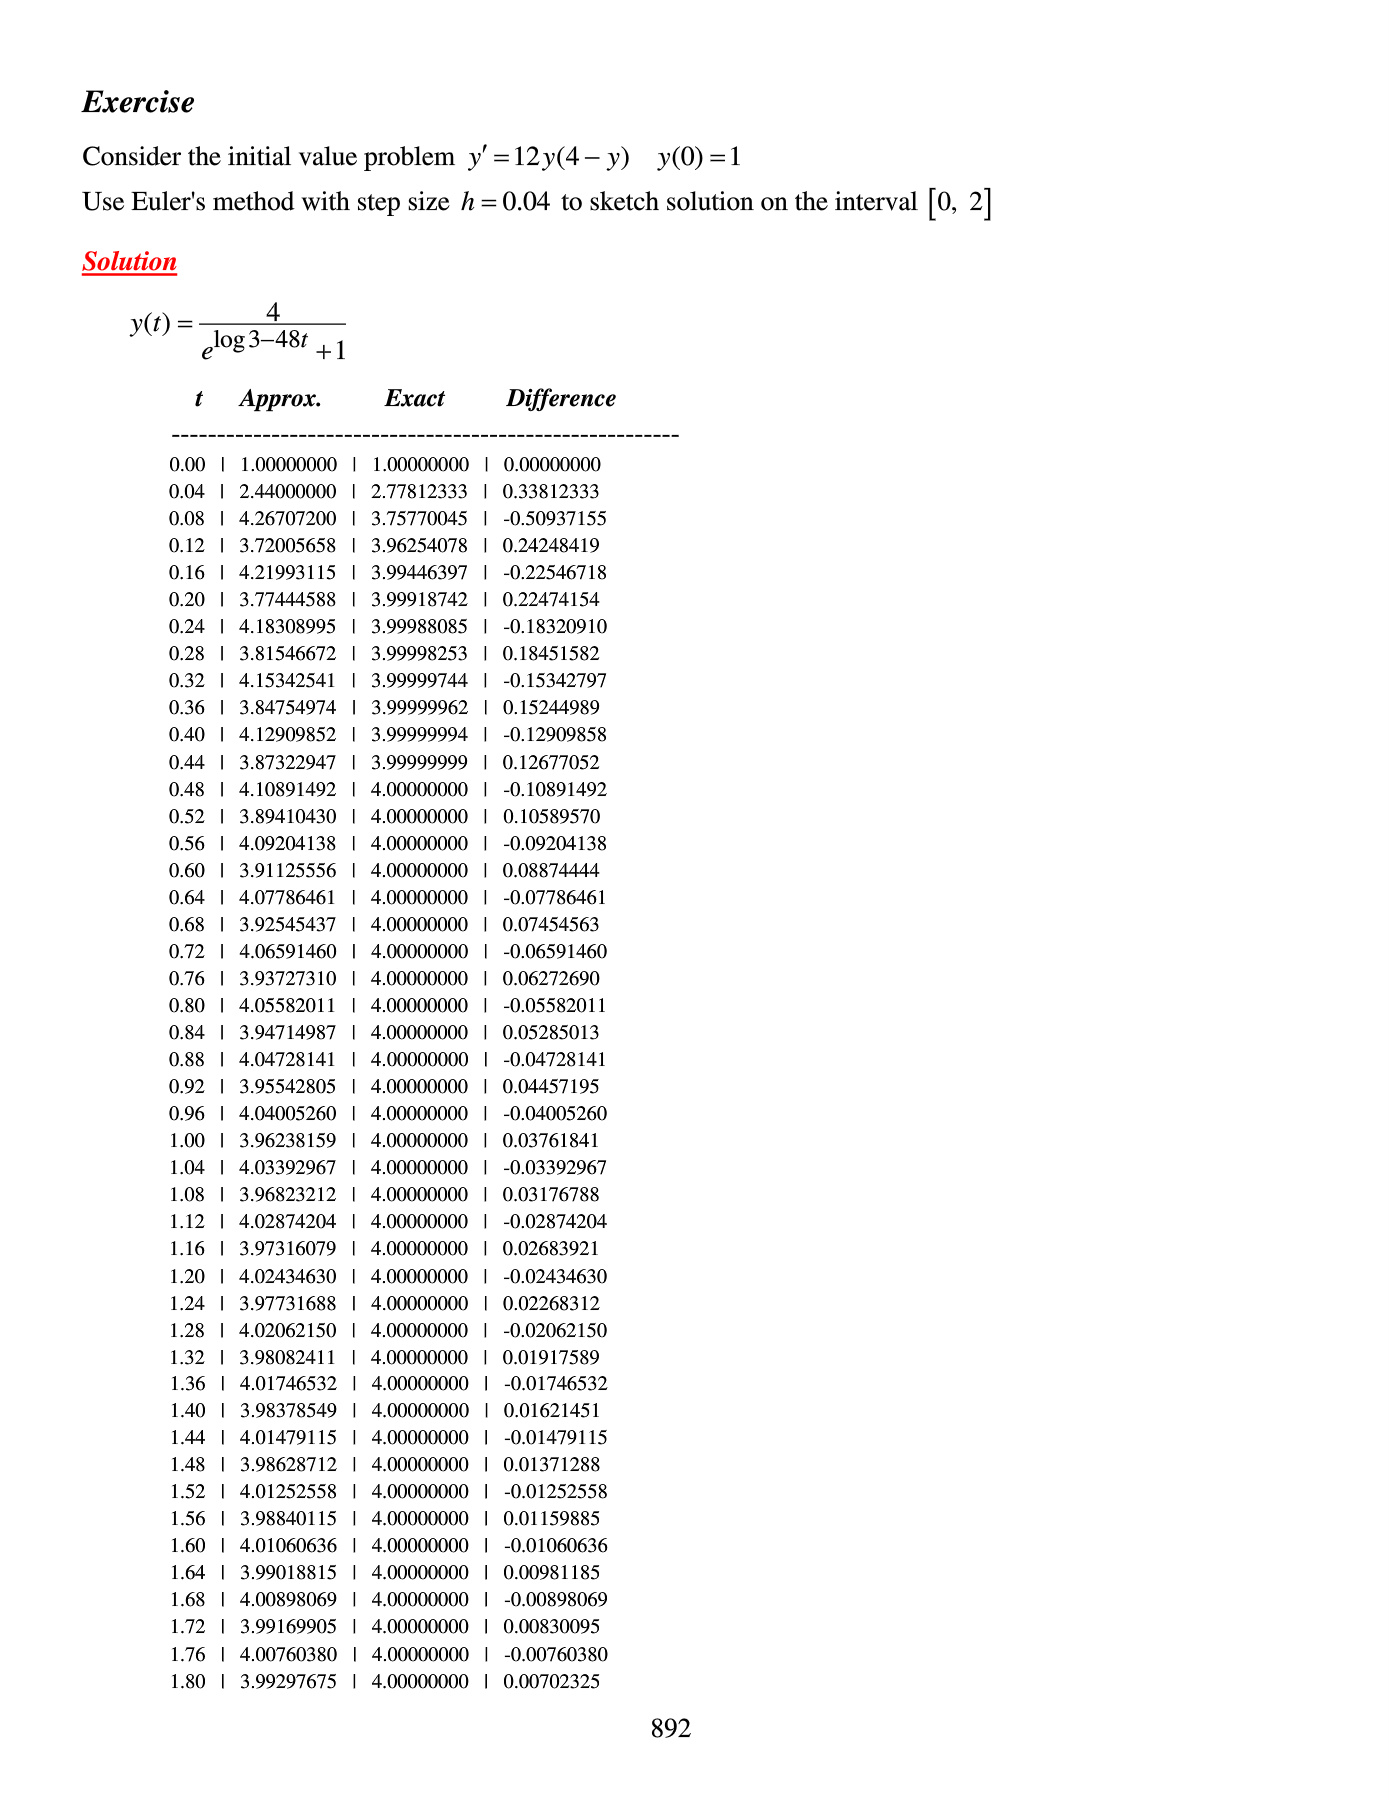 Exercise
Consider the initial value problem y′ = 12y(4 − y)   y(0) = 1
Use Euler's method with step size h = 0.04 to sketch solution on the interval [0, 2]
Solution
y(t) = 4 / (e^(log 3−48t) + 1)
t Approx. Exact Difference
--------------------------------------------------------
0.00 | 1.00000000 | 1.00000000 | 0.00000000
0.04 | 2.44000000 | 2.77812333 | 0.33812333
0.08 | 4.26707200 | 3.75770045 | -0.50937155
0.12 | 3.72005658 | 3.96254078 | 0.24248419
0.16 | 4.21993115 | 3.99446397 | -0.22546718
0.20 | 3.77444588 | 3.99918742 | 0.22474154
0.24 | 4.18308995 | 3.99988085 | -0.18320910
0.28 | 3.81546672 | 3.99998253 | 0.18451582
0.32 | 4.15342541 | 3.99999744 | -0.15342797
0.36 | 3.84754974 | 3.99999962 | 0.15244989
0.40 | 4.12909852 | 3.99999994 | -0.12909858
0.44 | 3.87322947 | 3.99999999 | 0.12677052
0.48 | 4.10891492 | 4.00000000 | -0.10891492
0.52 | 3.89410430 | 4.00000000 | 0.10589570
0.56 | 4.09204138 | 4.00000000 | -0.09204138
0.60 | 3.91125556 | 4.00000000 | 0.08874444
0.64 | 4.07786461 | 4.00000000 | -0.07786461
0.68 | 3.92545437 | 4.00000000 | 0.07454563
0.72 | 4.06591460 | 4.00000000 | -0.06591460
0.76 | 3.93727310 | 4.00000000 | 0.06272690
0.80 | 4.05582011 | 4.00000000 | -0.05582011
0.84 | 3.94714987 | 4.00000000 | 0.05285013
0.88 | 4.04728141 | 4.00000000 | -0.04728141
0.92 | 3.95542805 | 4.00000000 | 0.04457195
0.96 | 4.04005260 | 4.00000000 | -0.04005260
1.00 | 3.96238159 | 4.00000000 | 0.03761841
1.04 | 4.03392967 | 4.00000000 | -0.03392967
1.08 | 3.96823212 | 4.00000000 | 0.03176788
1.12 | 4.02874204 | 4.00000000 | -0.02874204
1.16 | 3.97316079 | 4.00000000 | 0.02683921
1.20 | 4.02434630 | 4.00000000 | -0.02434630
1.24 | 3.97731688 | 4.00000000 | 0.02268312
1.28 | 4.02062150 | 4.00000000 | -0.02062150
1.32 | 3.98082411 | 4.00000000 | 0.01917589
1.36 | 4.01746532 | 4.00000000 | -0.01746532
1.40 | 3.98378549 | 4.00000000 | 0.01621451
1.44 | 4.01479115 | 4.00000000 | -0.01479115
1.48 | 3.98628712 | 4.00000000 | 0.01371288
1.52 | 4.01252558 | 4.00000000 | -0.01252558
1.56 | 3.98840115 | 4.00000000 | 0.01159885
1.60 | 4.01060636 | 4.00000000 | -0.01060636
1.64 | 3.99018815 | 4.00000000 | 0.00981185
1.68 | 4.00898069 | 4.00000000 | -0.00898069
1.72 | 3.99169905 | 4.00000000 | 0.00830095
1.76 | 4.00760380 | 4.00000000 | -0.00760380
1.80 | 3.99297675 | 4.00000000 | 0.00702325
892